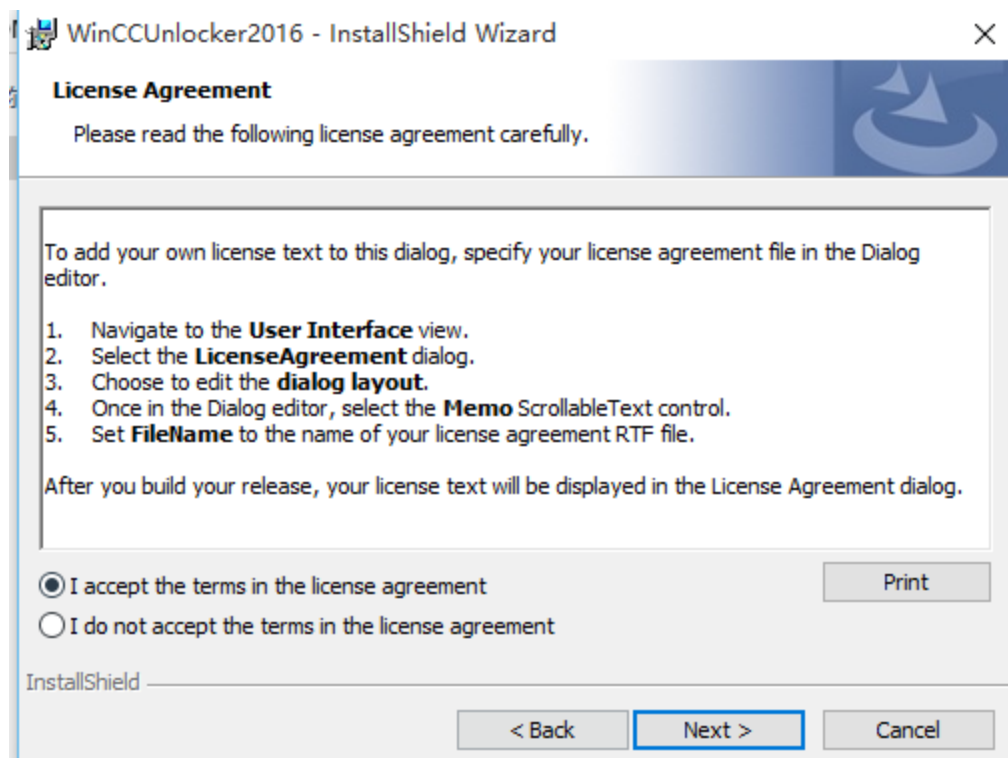 WinCCUnlocker2016 - InstallShield Wizard
License Agreement
Please read the following license agreement carefully.
To add your own license text to this dialog, specify your license agreement file in the Dialog
editor.
1. Navigate to the User Interface view.
2. Select the LicenseAgreement dialog.
3. Choose to edit the dialog layout.
4. Once in the Dialog editor, select the Memo ScrollableText control.
5. Set FileName to the name of your license agreement RTF file.
After you build your release, your license text will be displayed in the License Agreement dialog.
I accept the terms in the license agreement
Print
I do not accept the terms in the license agreement
InstallShield
< Back
Next >
Cancel